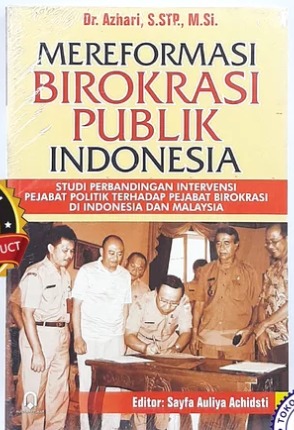 Dr. Azhari, S.STP., M.Si.
MEREFORMASI
BIROKRASI
PUBLIK
INDONESIA
STUDI PERBANDINGAN INTERVENSI
PEJABAT POLITIK TERHADAP PEJABAT BIROKRASI
DI INDONESIA DAN MALAYSIA
UCT
Editor: Sayfa Auliya Achidsti
TOKO